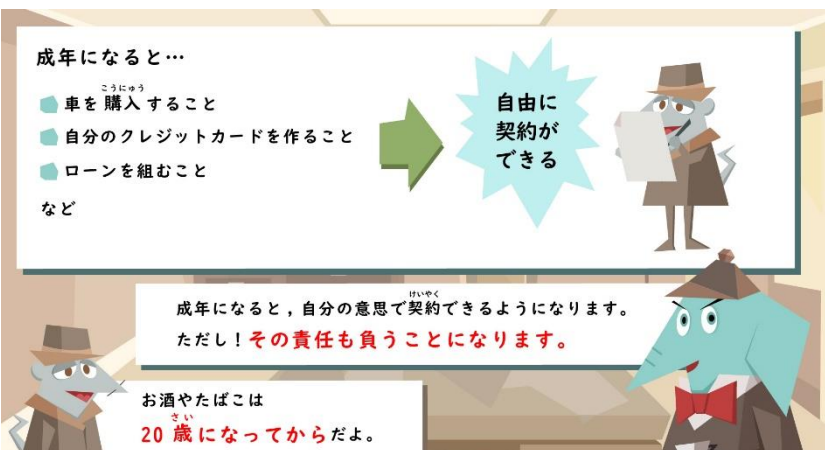 成年になると…
車を購入すること
こうにゅう
自分のクレジットカードを作ること
ローンを組むこと
など
自由に
契約が
できる
成年になると,自分の意思で契約できるようになります。
けいやく
ただし!その責任も負うことになります。
お酒やたばこは
さい
20歳になってからだよ。